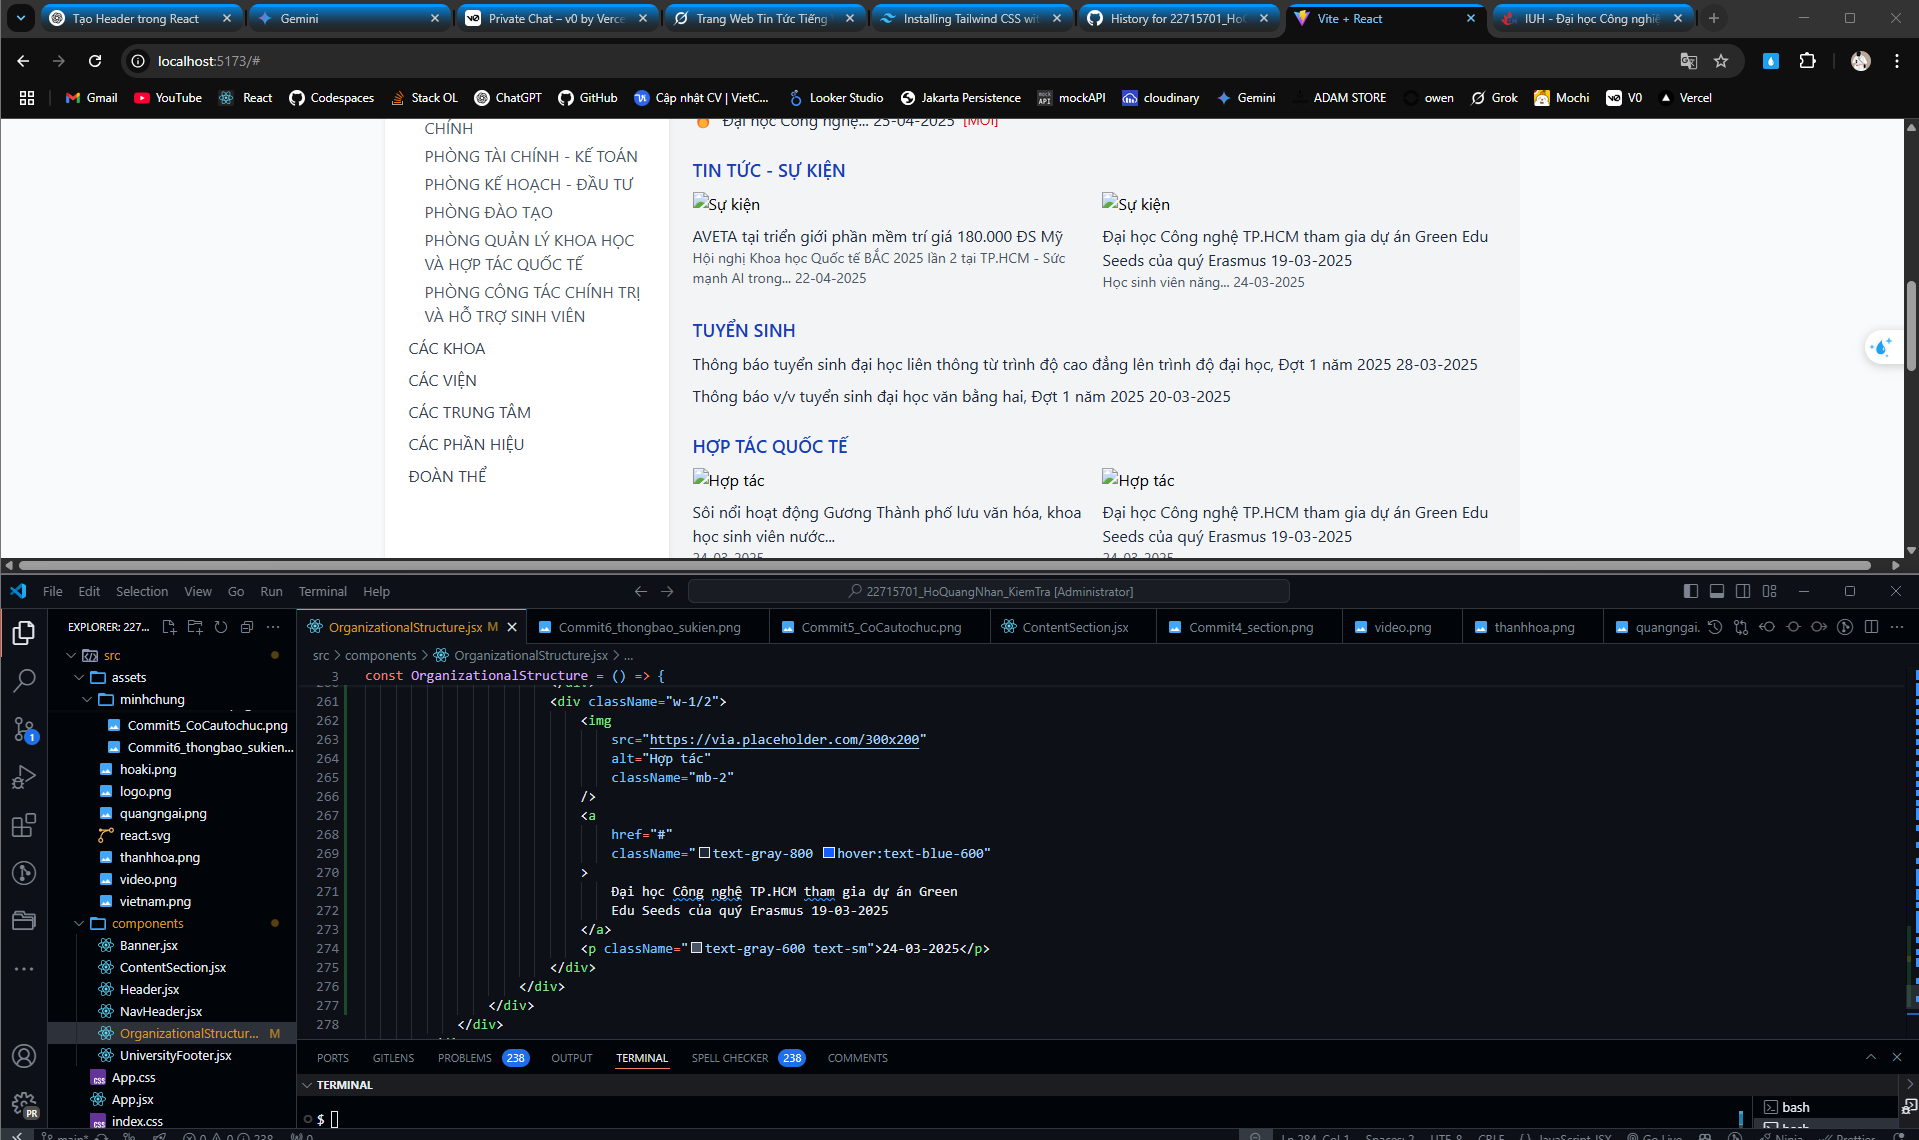 Tạo Header trong React
Gemini
Private Chat – v0 by Verce
Trang Web Tin Tức Tiếng
Installing Tailwind CSS wit
History for 22715701_HoQ
Vite + React
IUH - Đại học Công nghiệ
localhost:5173/#
Gmail
YouTube
React
Codespaces
Stack OL
ChatGPT
GitHub
Cập nhật CV | VietC...
Looker Studio
Jakarta Persistence
mockAPI
cloudinary
Gemini
ADAM STORE
owen
Grok
Mochi
V0
Vercel
CHÍNH
PHÒNG TÀI CHÍNH - KẾ TOÁN
PHÒNG KẾ HOẠCH - ĐẦU TƯ
PHÒNG ĐÀO TẠO
PHÒNG QUẢN LÝ KHOA HỌC
VÀ HỢP TÁC QUỐC TẾ
PHÒNG CÔNG TÁC CHÍNH TRỊ
VÀ HỖ TRỢ SINH VIÊN
CÁC KHOA
CÁC VIỆN
CÁC TRUNG TÂM
CÁC PHÂN HIỆU
ĐOÀN THỂ
Đại học Công nghệ... 25-04-2025 [MỚI]
TIN TỨC - SỰ KIỆN
Sự kiện
AVETA tại triển giới phần mềm trí giá 180.000 ĐS Mỹ
Hội nghị Khoa học Quốc tế BẮC 2025 lần 2 tại TP.HCM - Sức
mạnh AI trong... 22-04-2025
Sự kiện
Đại học Công nghệ TP.HCM tham gia dự án Green Edu
Seeds của quý Erasmus 19-03-2025
Học sinh viên năng... 24-03-2025
TUYỂN SINH
Thông báo tuyển sinh đại học liên thông từ trình độ cao đẳng lên trình độ đại học, Đợt 1 năm 2025 28-03-2025
Thông báo v/v tuyển sinh đại học văn bằng hai, Đợt 1 năm 2025 20-03-2025
HỢP TÁC QUỐC TẾ
Hợp tác
Sôi nổi hoạt động Gương Thành phố lưu văn hóa, khoa
học sinh viên nước...
24-03-2025
Hợp tác
Đại học Công nghệ TP.HCM tham gia dự án Green Edu
Seeds của quý Erasmus 19-03-2025
24-03-2025
File Edit Selection View Go Run Terminal Help
22715701_HoQuangNhan_KiemTra [Administrator]
EXPLORER: 227...
src
assets
minhchung
Commit5_CoCautochuc.png
Commit6_thongbao_sukien...
hoaki.png
logo.png
quangngai.png
react.svg
thanhhoa.png
video.png
vietnam.png
components
Banner.jsx
ContentSection.jsx
Header.jsx
NavHeader.jsx
OrganizationalStructur... M
UniversityFooter.jsx
App.css
App.jsx
index.css
1
PR
OrganizationalStructure.jsx M
Commit6_thongbao_sukien.png
Commit5_CoCautochuc.png
ContentSection.jsx
Commit4_section.png
video.png
thanhhoa.png
quangngai.
src > components > OrganizationalStructure.jsx > ...
3 const OrganizationalStructure = () => {
261 <div className="w-1/2">
262 <img
263 src="https://via.placeholder.com/300x200"
264 alt="Hợp tác"
265 className="mb-2"
266 />
267 <a
268 href="#"
269 className="text-gray-800 hover:text-blue-600"
270 >
271 Đại học Công nghệ TP.HCM tham gia dự án Green
272 Edu Seeds của quý Erasmus 19-03-2025
273 </a>
274 <p className="text-gray-600 text-sm">24-03-2025</p>
275 </div>
276 </div>
277 </div>
278 </div>
PORTS GITLENS PROBLEMS 238 OUTPUT TERMINAL SPELL CHECKER 238 COMMENTS
TERMINAL
$
bash
main*
Ln 284, Col 1 Spaces: 2 UTF-8 CRLF JavaScript JSX Go Live Ninja Prettier